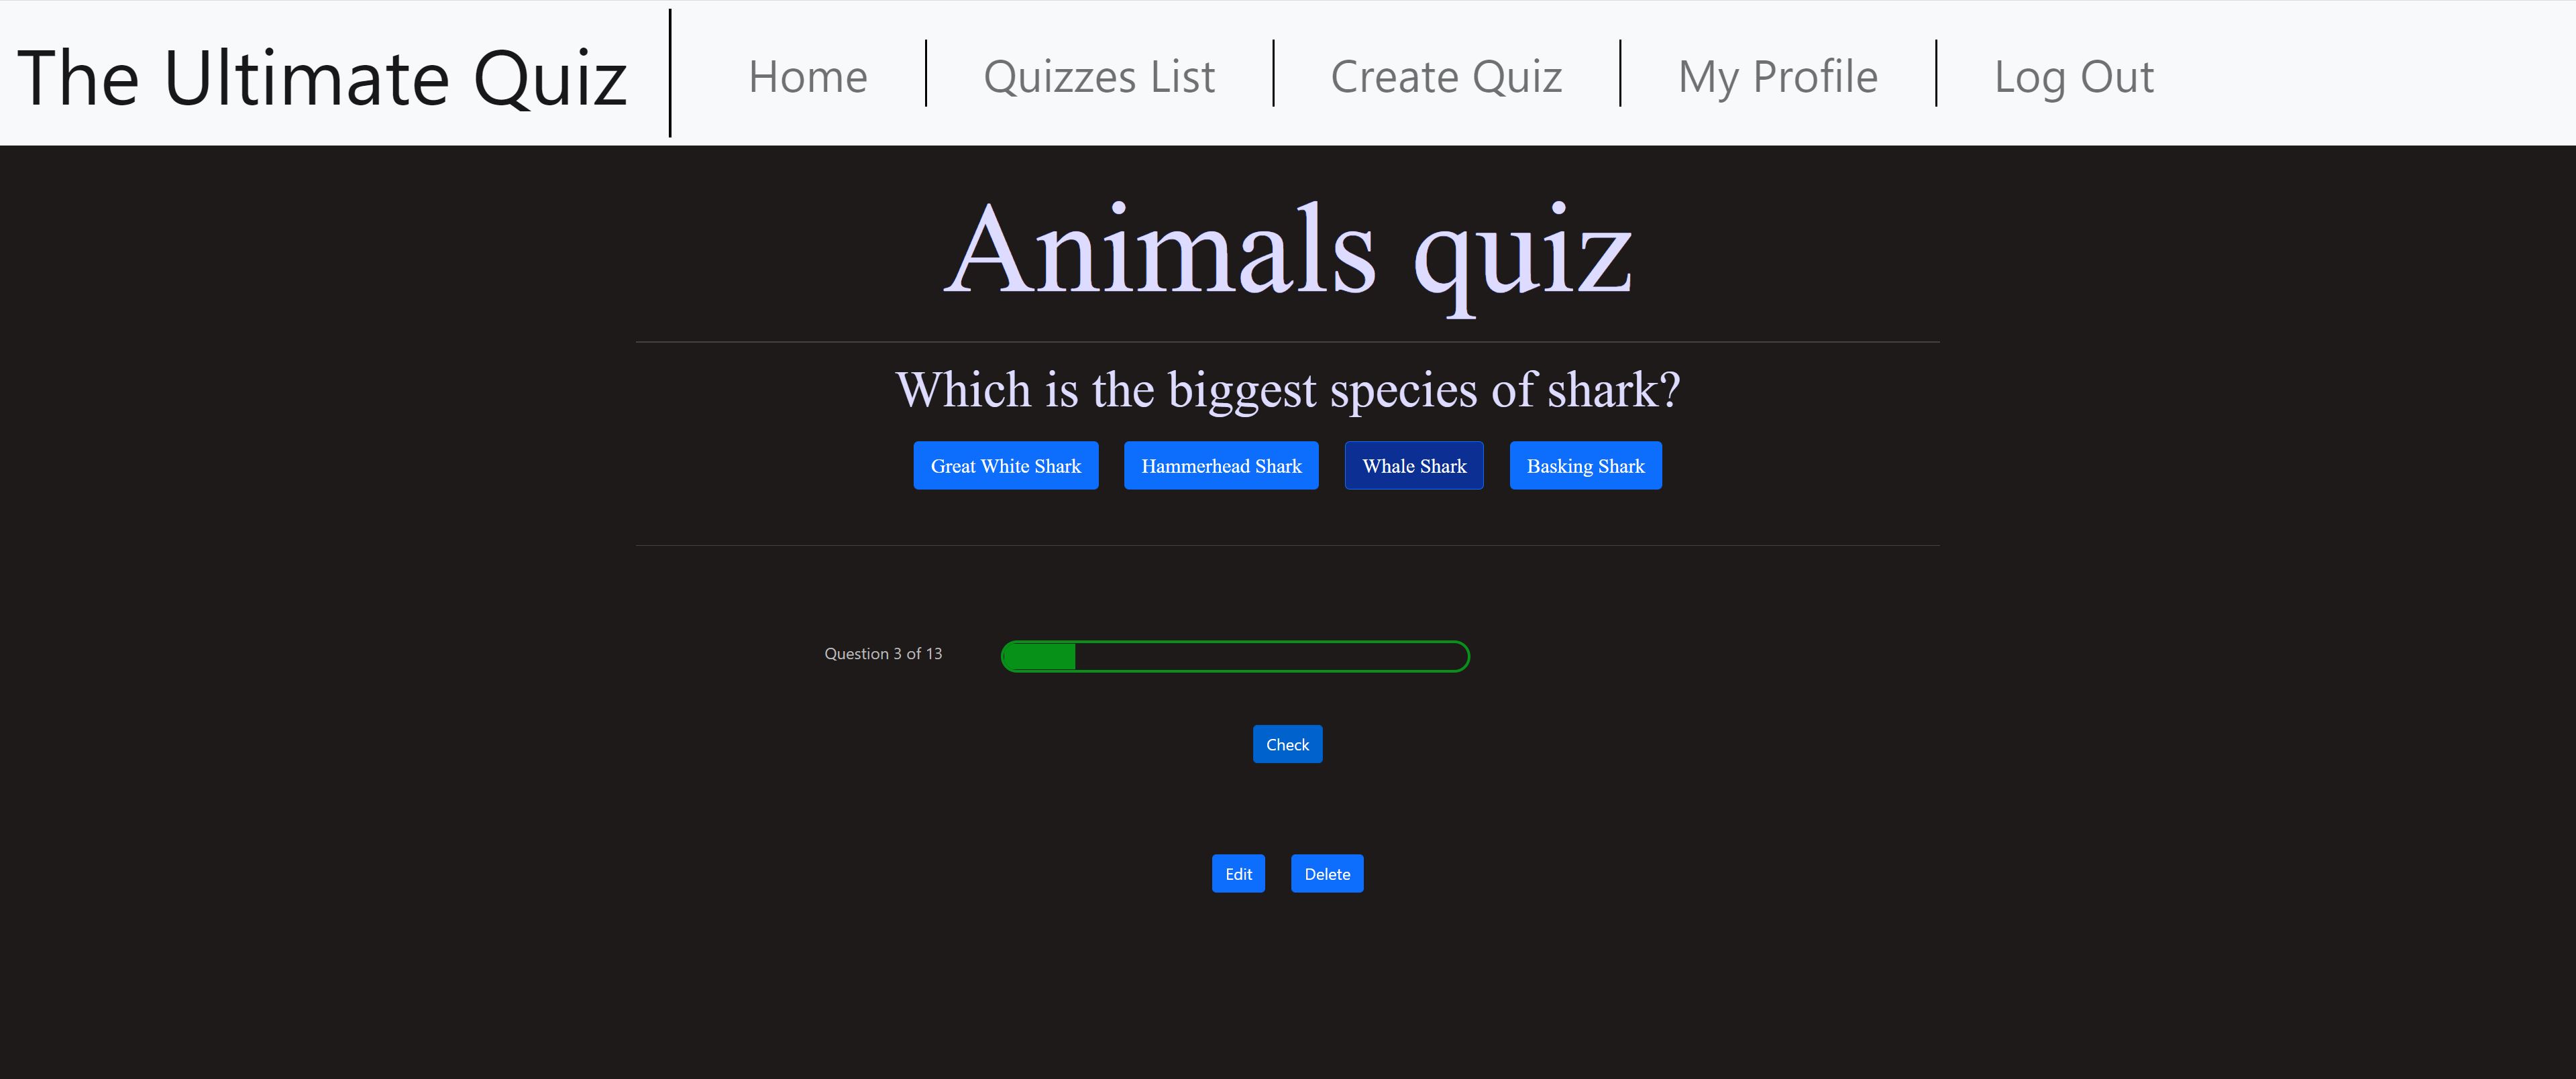 The Ultimate Quiz
Home
Quizzes List
Create Quiz
My Profile
Log Out
Animals quiz
Which is the biggest species of shark?
Great White Shark
Hammerhead Shark
Whale Shark
Basking Shark
Question 3 of 13
Check
Edit
Delete